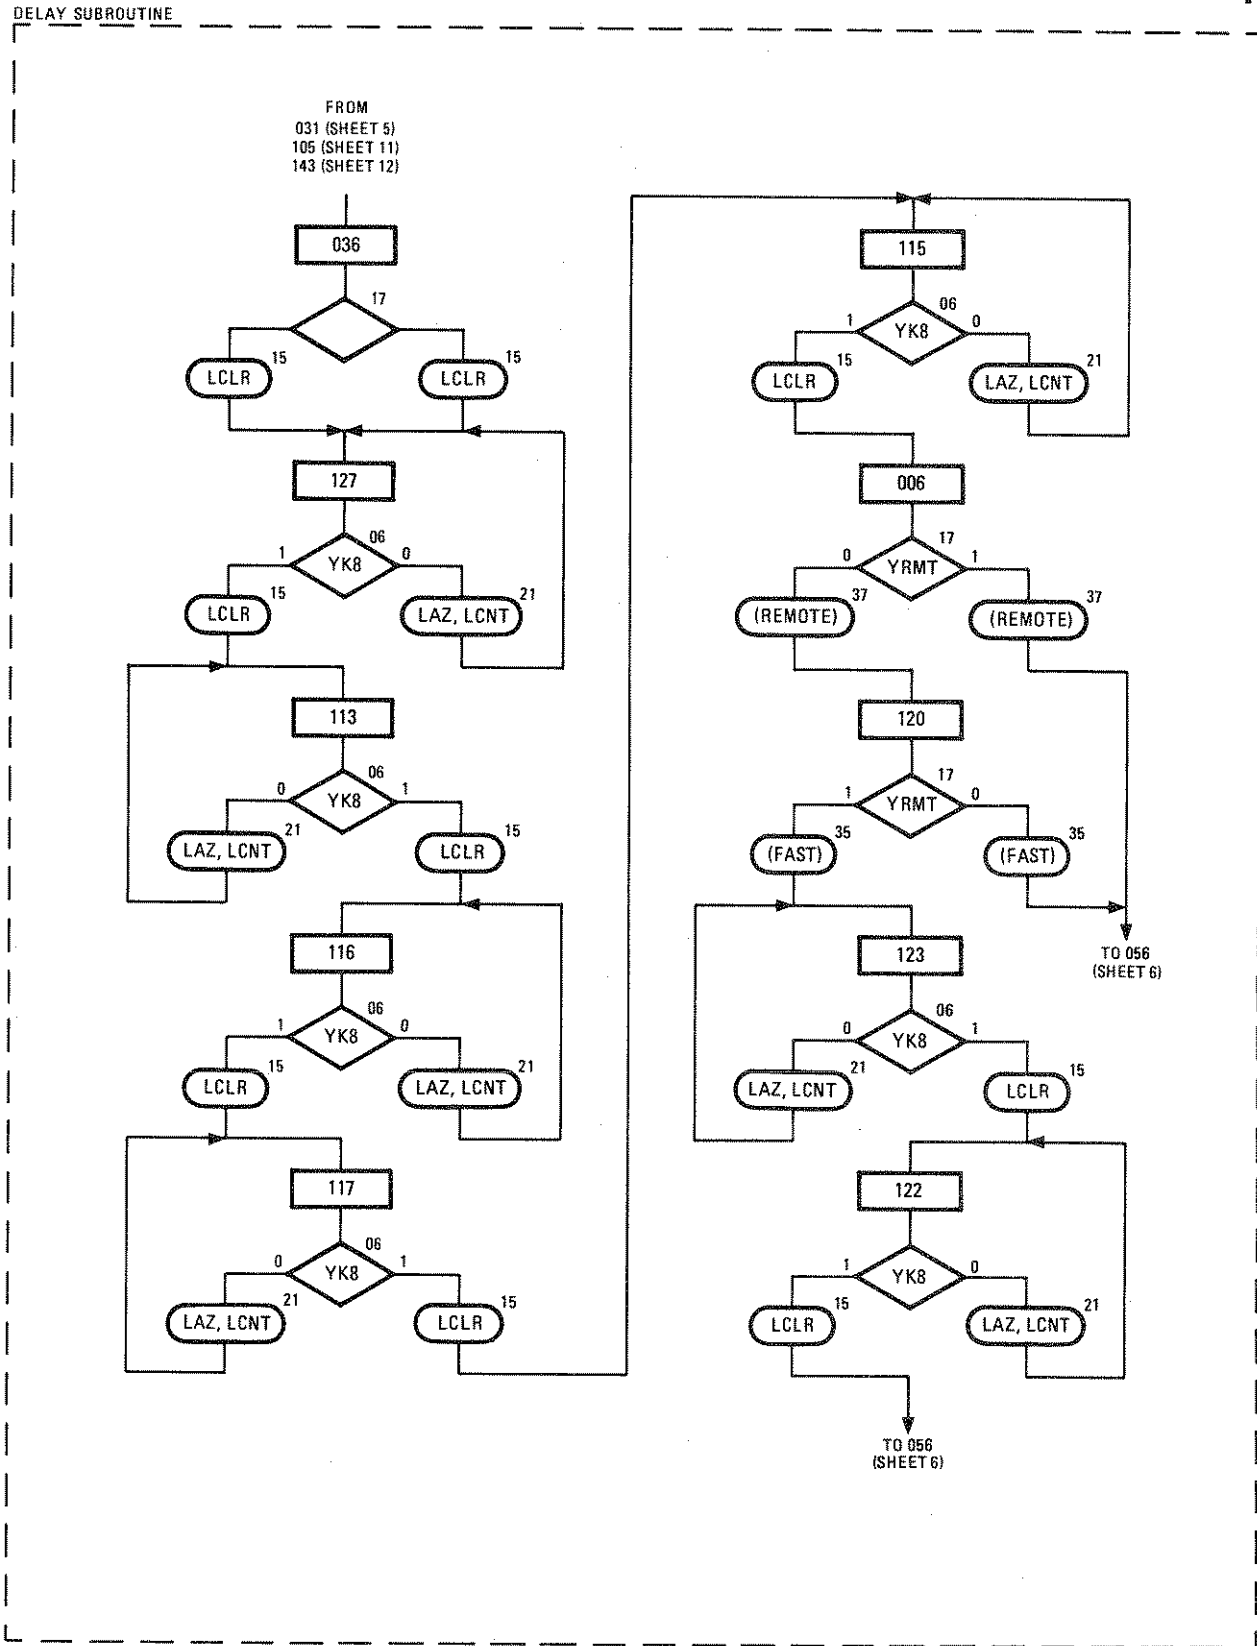 DELAY SUBROUTINE
FROM
031 (SHEET 5)
105 (SHEET 11)
143 (SHEET 12)
036
17
15
LCLR
15
LCLR
127
06
1
YK8
0
15
LCLR
21
LAZ, LCNT
113
06
0
YK8
1
21
LAZ, LCNT
15
LCLR
116
06
1
YK8
0
15
LCLR
21
LAZ, LCNT
117
06
0
YK8
1
21
LAZ, LCNT
15
LCLR
115
06
1
YK8
0
15
LCLR
21
LAZ, LCNT
006
17
0
YRMT
1
37
(REMOTE)
37
(REMOTE)
120
17
1
YRMT
0
35
(FAST)
35
(FAST)
TO 056
(SHEET 6)
123
06
0
YK8
1
21
LAZ, LCNT
15
LCLR
122
06
1
YK8
0
15
LCLR
21
LAZ, LCNT
TO 056
(SHEET 6)